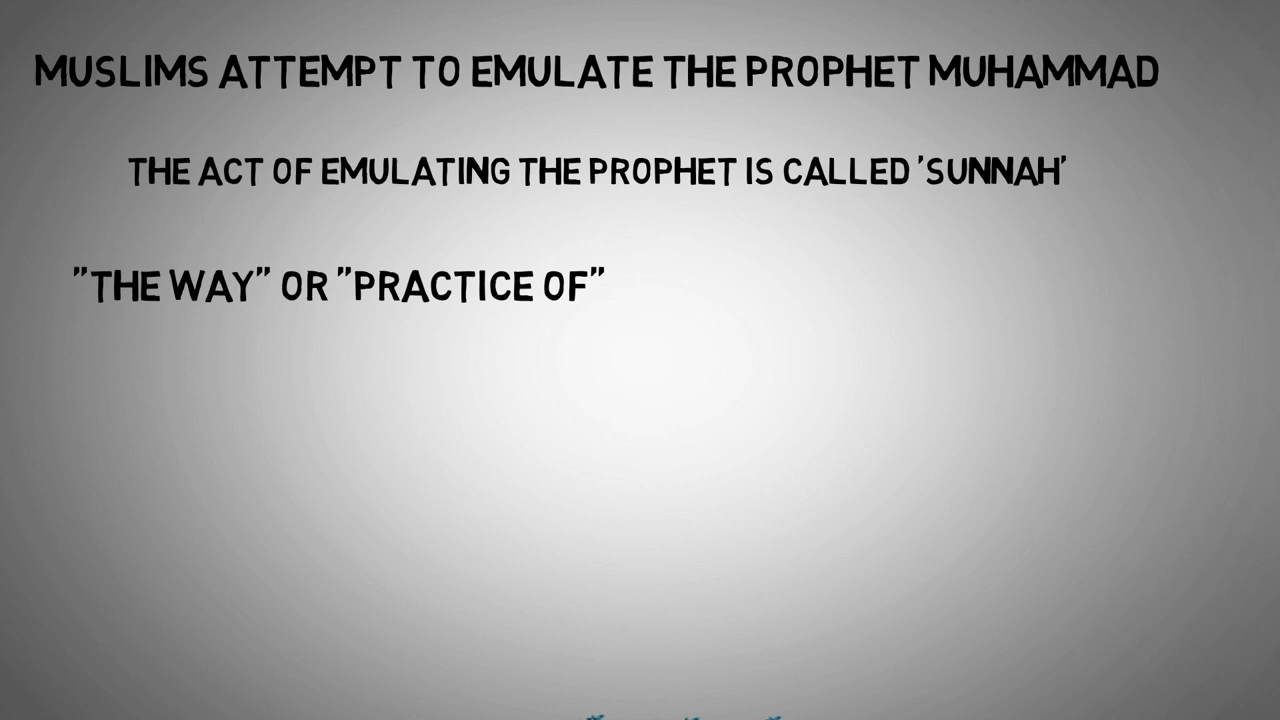 MUSLIMS ATTEMPT TO EMULATE THE PROPHET MUHAMMAD
THE ACT OF EMULATING THE PROPHET IS CALLED 'SUNNAH'
"THE WAY" OR "PRACTICE OF"